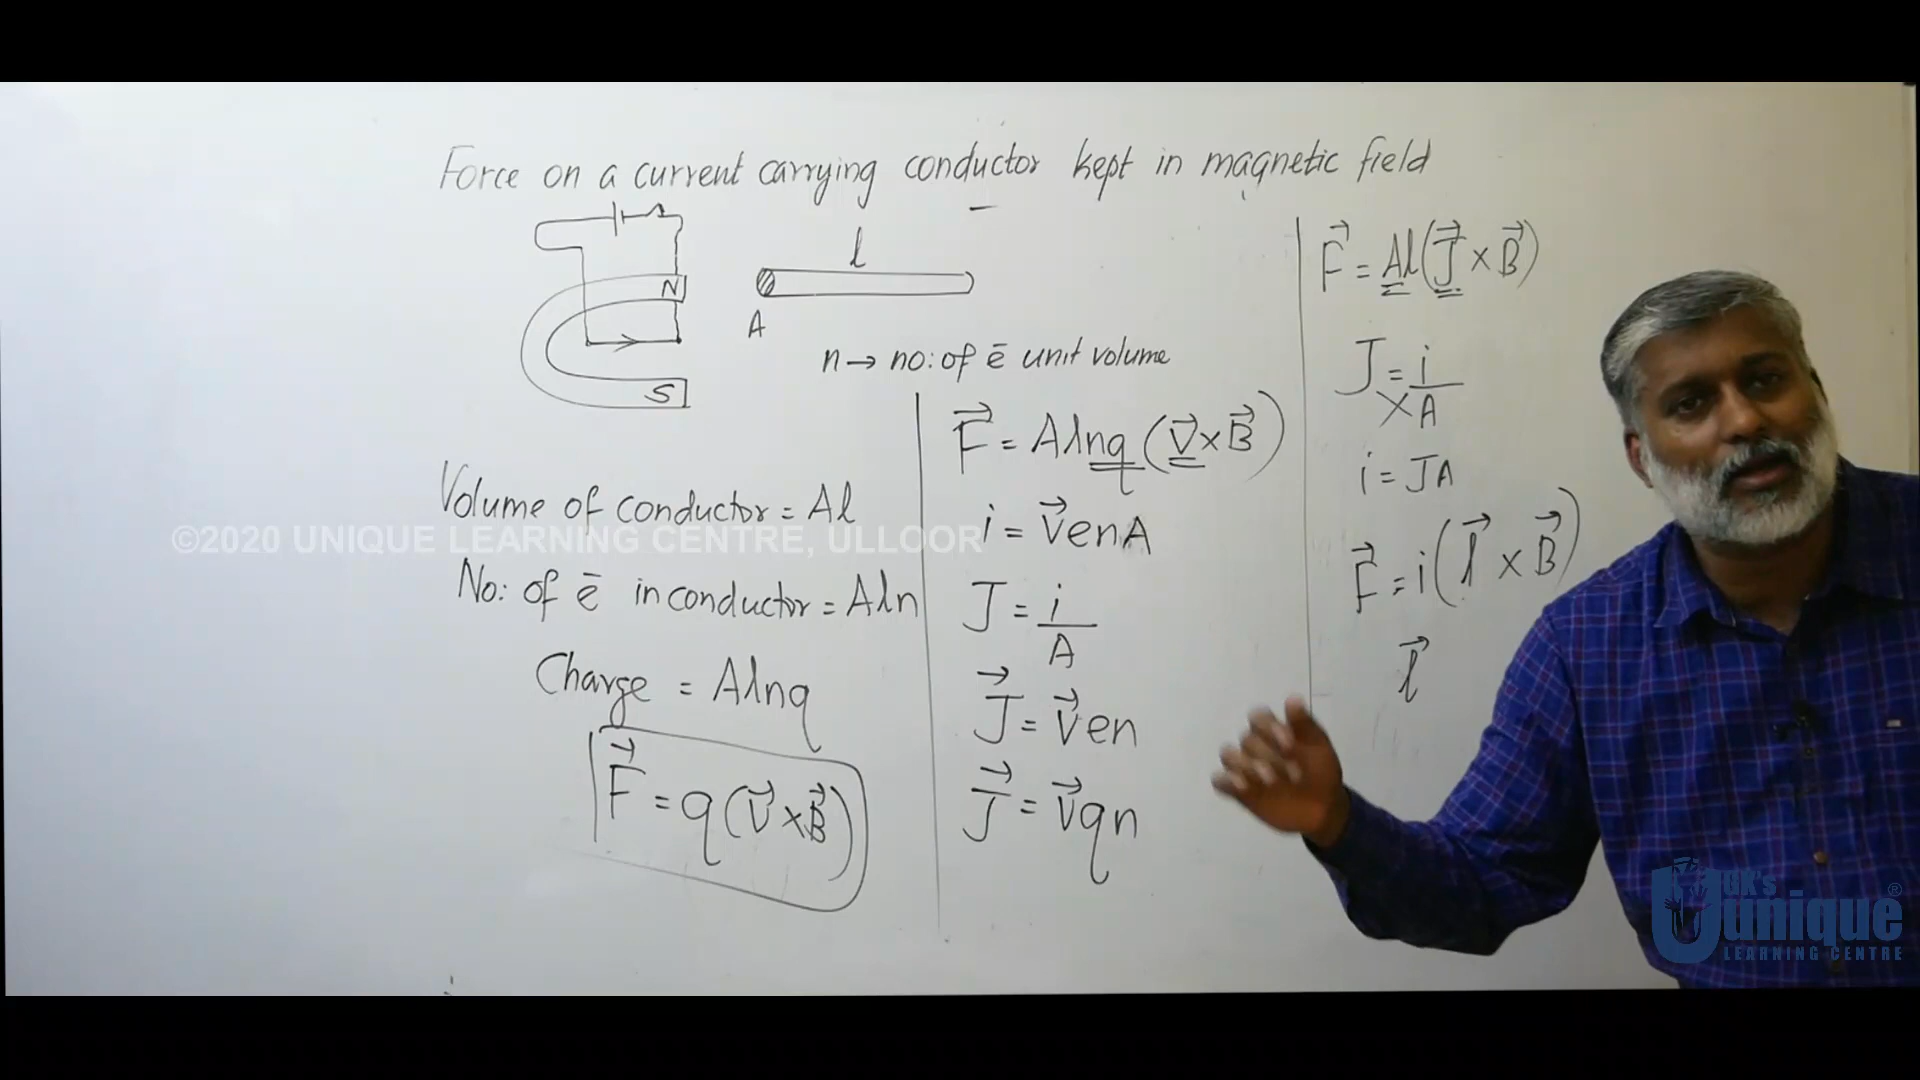 Force on a current carrying conductor kept in magnetic field
N
S
l
A
n → no: of ē unit volume
Volume of conductor = Al
No: of ē in conductor = Aln
Charge = Alnq
F⃗ = q(V⃗ × B⃗)
F⃗ = Alnq (V⃗ × B⃗)
i = V⃗enA
J = i/A
J⃗ = V⃗en
J⃗ = V⃗qn
F⃗ = Al(J⃗ × B⃗)
J = i/A
i = JA
F⃗ = i(l⃗ × B⃗)
l⃗
©2020 UNIQUE LEARNING CENTRE, ULLOOR
UK's
Uunique®
LEARNING CENTRE